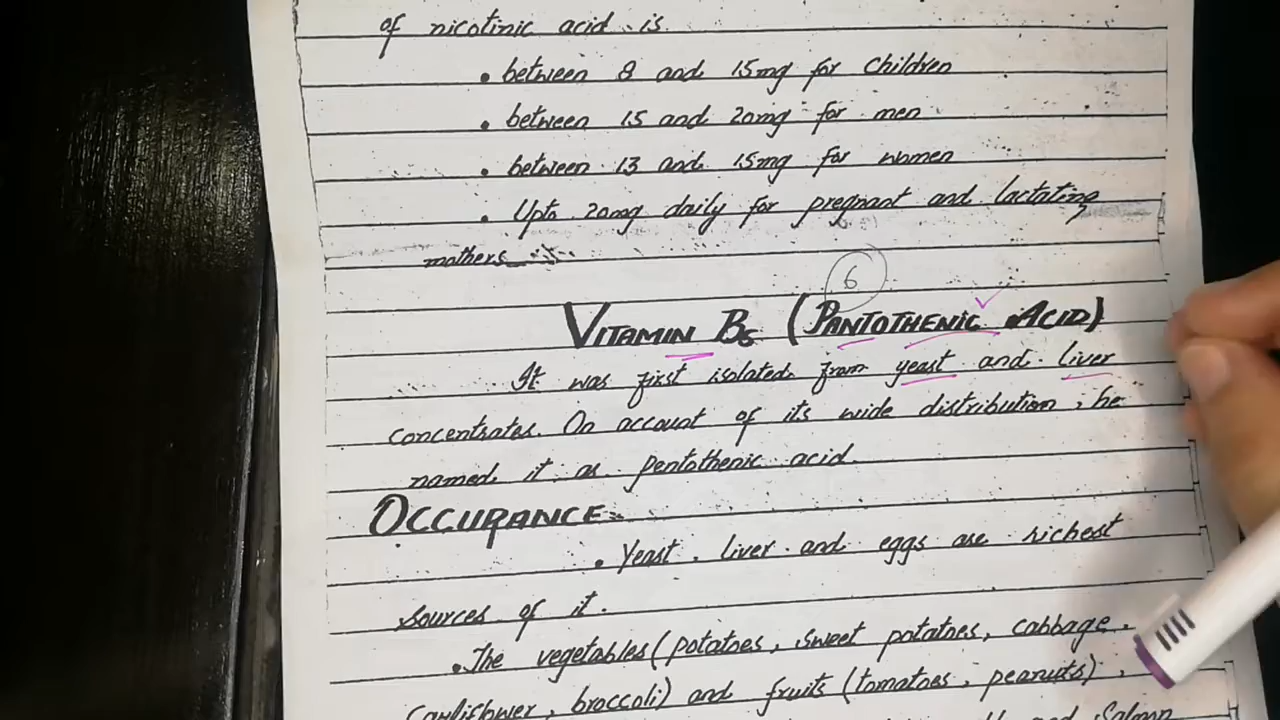 of nicotinic acid is.
• between 8 and 15mg for children
• between 15 and 20mg for men
• between 13 and 15mg for women
• Upto 20mg daily for pregnant and lactating
mothers
6
VITAMIN B5 (PANTOTHENIC ACID)
It was first isolated from yeast and liver
concentrates. On account of its wide distribution, he
named it as pentothenic acid.
OCCURANCE
• Yeast, liver and eggs are richest
sources of it.
• The vegetables (potatoes, sweet potatoes, cabbage,
cauliflower, broccoli) and fruits (tomatoes, peanuts),
and Salmon